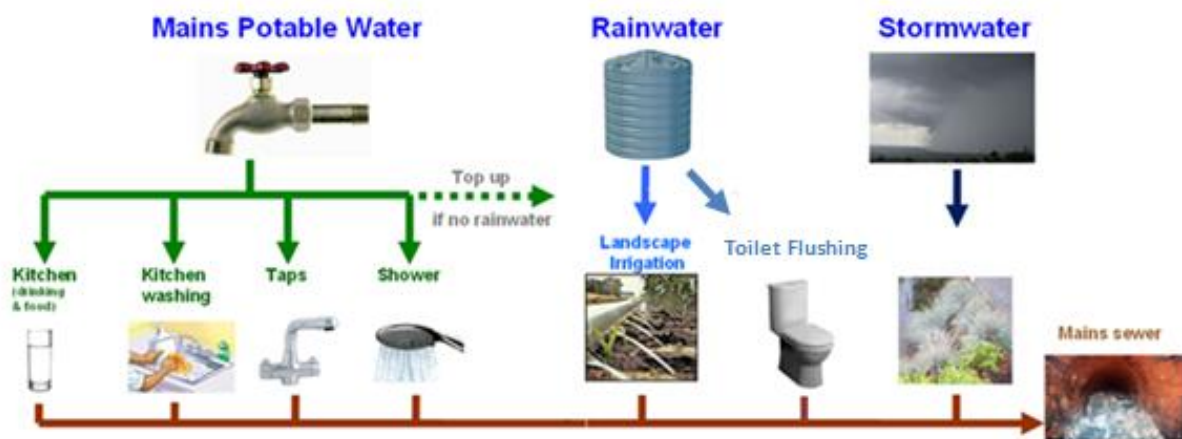 Mains Potable Water
Rainwater
Stormwater
Top up
if no rainwater
Kitchen
(drinking
& food)
Kitchen
washing
Taps
Shower
Landscape
Irrigation
Toilet Flushing
Mains sewer